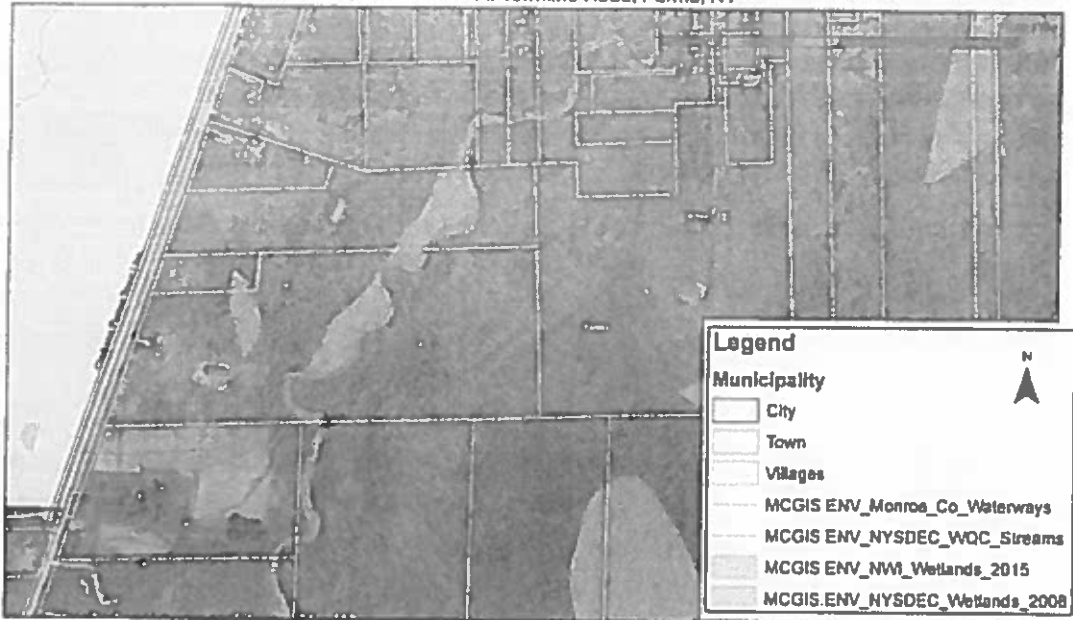 Legend
N
Municipality
City
Town
Villages
MCGIS ENV_Monroe_Co_Waterways
MCGIS ENV_NYSDEC_WQC_Streams
MCGIS ENV_NWI_Wetlands_2015
MCGIS ENV_NYSDEC_Wetlands_2008